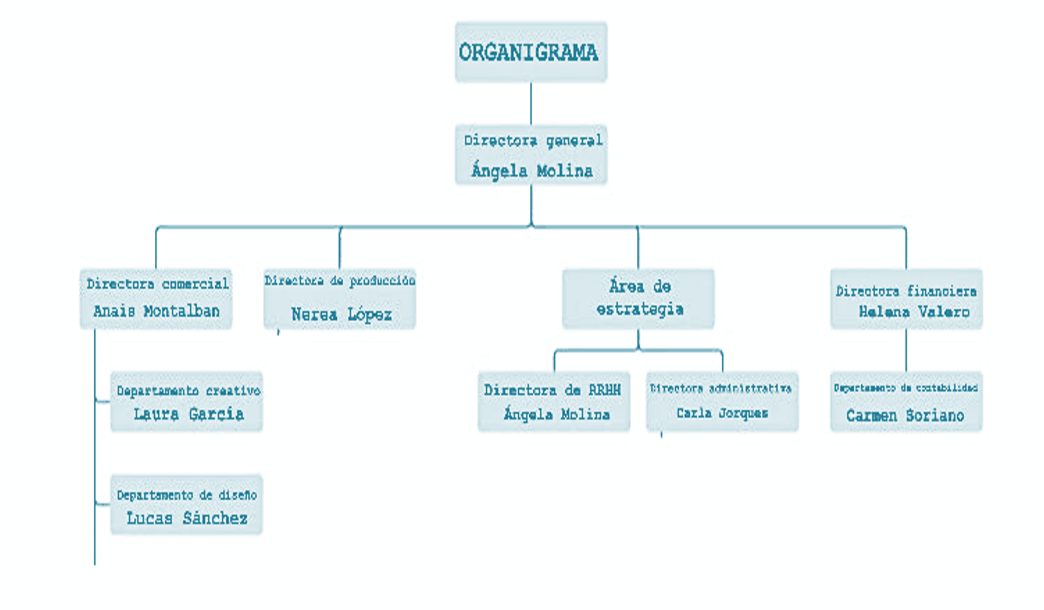 ORGANIGRAMA
Directora general
Ángela Molina
Directora comercial
Anais Montalban
Directora de producción
Nerea López
Área de
estrategia
Directora financiera
Helena Valero
Departamento creativo
Laura García
Directora de RRHH
Ángela Molina
Directora administrativa
Carla Jorques
Departamento de contabilidad
Carmen Soriano
Departamento de diseño
Lucas Sánchez